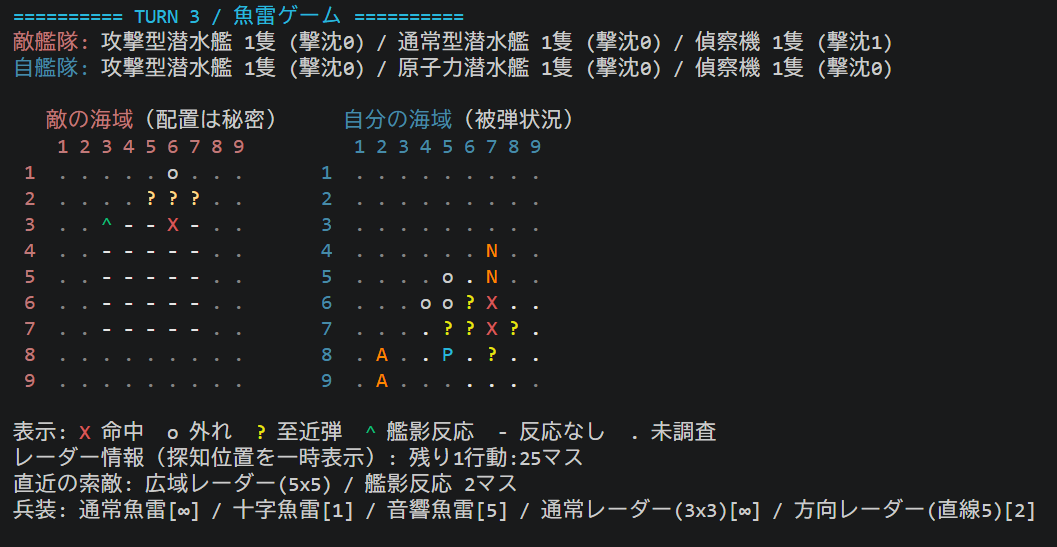 ========== TURN 3 / 魚雷ゲーム ==========
敵艦隊: 攻撃型潜水艦 1隻 (撃沈0) / 通常型潜水艦 1隻 (撃沈0) / 偵察機 1隻 (撃沈1)
自艦隊: 攻撃型潜水艦 1隻 (撃沈0) / 原子力潜水艦 1隻 (撃沈0) / 偵察機 1隻 (撃沈0)
敵の海域（配置は秘密） 自分の海域（被弾状況）
1 2 3 4 5 6 7 8 9 1 2 3 4 5 6 7 8 9
1 . . . . . o . . . 1 . . . . . . . . .
2 . . . . ? ? ? . . 2 . . . . . . . . .
3 . . ^ - - X - . . 3 . . . . . . . . .
4 . . - - - - - . . 4 . . . . . . N . .
5 . . - - - - - . . 5 . . . . o . N . .
6 . . - - - - - . . 6 . . . o o ? X . .
7 . . - - - - - . . 7 . . . . ? ? X ? .
8 . . . . . . . . . 8 . A . . P . ? . .
9 . . . . . . . . . 9 . A . . . . . . .
表示: X 命中 o 外れ ? 至近弾 ^ 艦影反応 - 反応なし . 未調査
レーダー情報（探知位置を一時表示）: 残り1行動:25マス
直近の索敵: 広域レーダー(5x5) / 艦影反応 2マス
兵装: 通常魚雷[∞] / 十字魚雷[1] / 音響魚雷[5] / 通常レーダー(3x3)[∞] / 方向レーダー(直線5)[2]